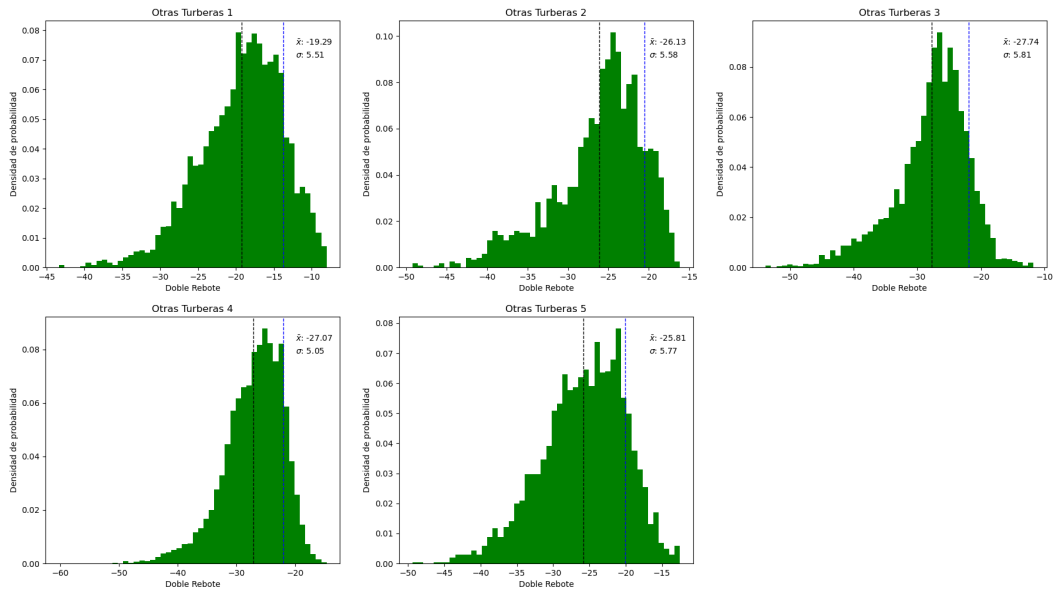 Otras Turberas 1
x̄: -19.29
σ: 5.51
Densidad de probabilidad
0.08
0.07
0.06
0.05
0.04
0.03
0.02
0.01
0.00
−45 −40 −35 −30 −25 −20 −15 −10
Doble Rebote
Otras Turberas 2
x̄: -26.13
σ: 5.58
Densidad de probabilidad
0.10
0.08
0.06
0.04
0.02
0.00
−50 −45 −40 −35 −30 −25 −20 −15
Doble Rebote
Otras Turberas 3
x̄: -27.74
σ: 5.81
Densidad de probabilidad
0.08
0.06
0.04
0.02
0.00
−50 −40 −30 −20 −10
Doble Rebote
Otras Turberas 4
x̄: -27.07
σ: 5.05
Densidad de probabilidad
0.08
0.06
0.04
0.02
0.00
−60 −50 −40 −30 −20
Doble Rebote
Otras Turberas 5
x̄: -25.81
σ: 5.77
Densidad de probabilidad
0.08
0.07
0.06
0.05
0.04
0.03
0.02
0.01
0.00
−50 −45 −40 −35 −30 −25 −20 −15
Doble Rebote